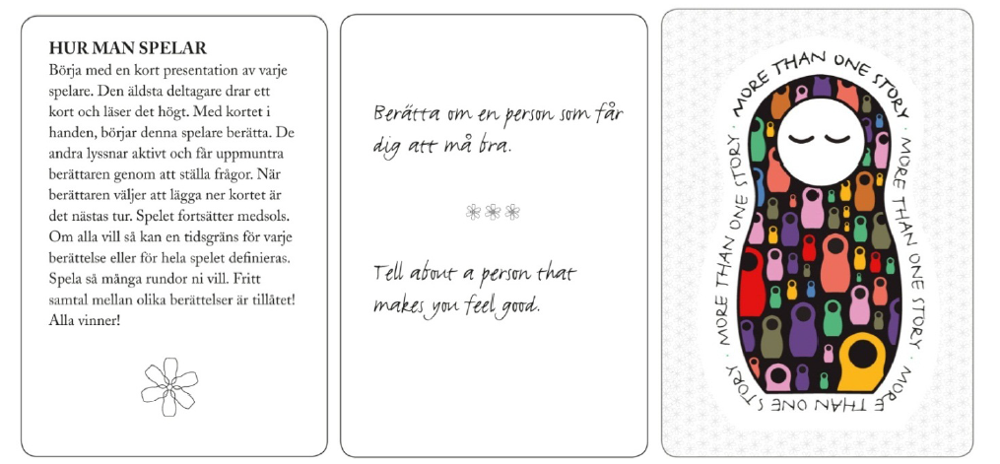 HUR MAN SPELAR
Börja med en kort presentation av varje
spelare. Den äldsta deltagare drar ett
kort och läser det högt. Med kortet i
handen, börjar denna spelare berätta. De
andra lyssnar aktivt och får uppmuntra
berättaren genom att ställa frågor. När
berättaren väljer att lägga ner kortet är
det nästas tur. Spelet fortsätter medsols.
Om alla vill så kan en tidsgräns för varje
berättelse eller för hela spelet definieras.
Spela så många rundor ni vill. Fritt
samtal mellan olika berättelser är tillåtet!
Alla vinner!
Berätta om en person som får
dig att må bra.
Tell about a person that
makes you feel good.
MORE THAN ONE STORY · MORE THAN ONE STORY · MORE THAN ONE STORY · MORE THAN ONE STORY ·